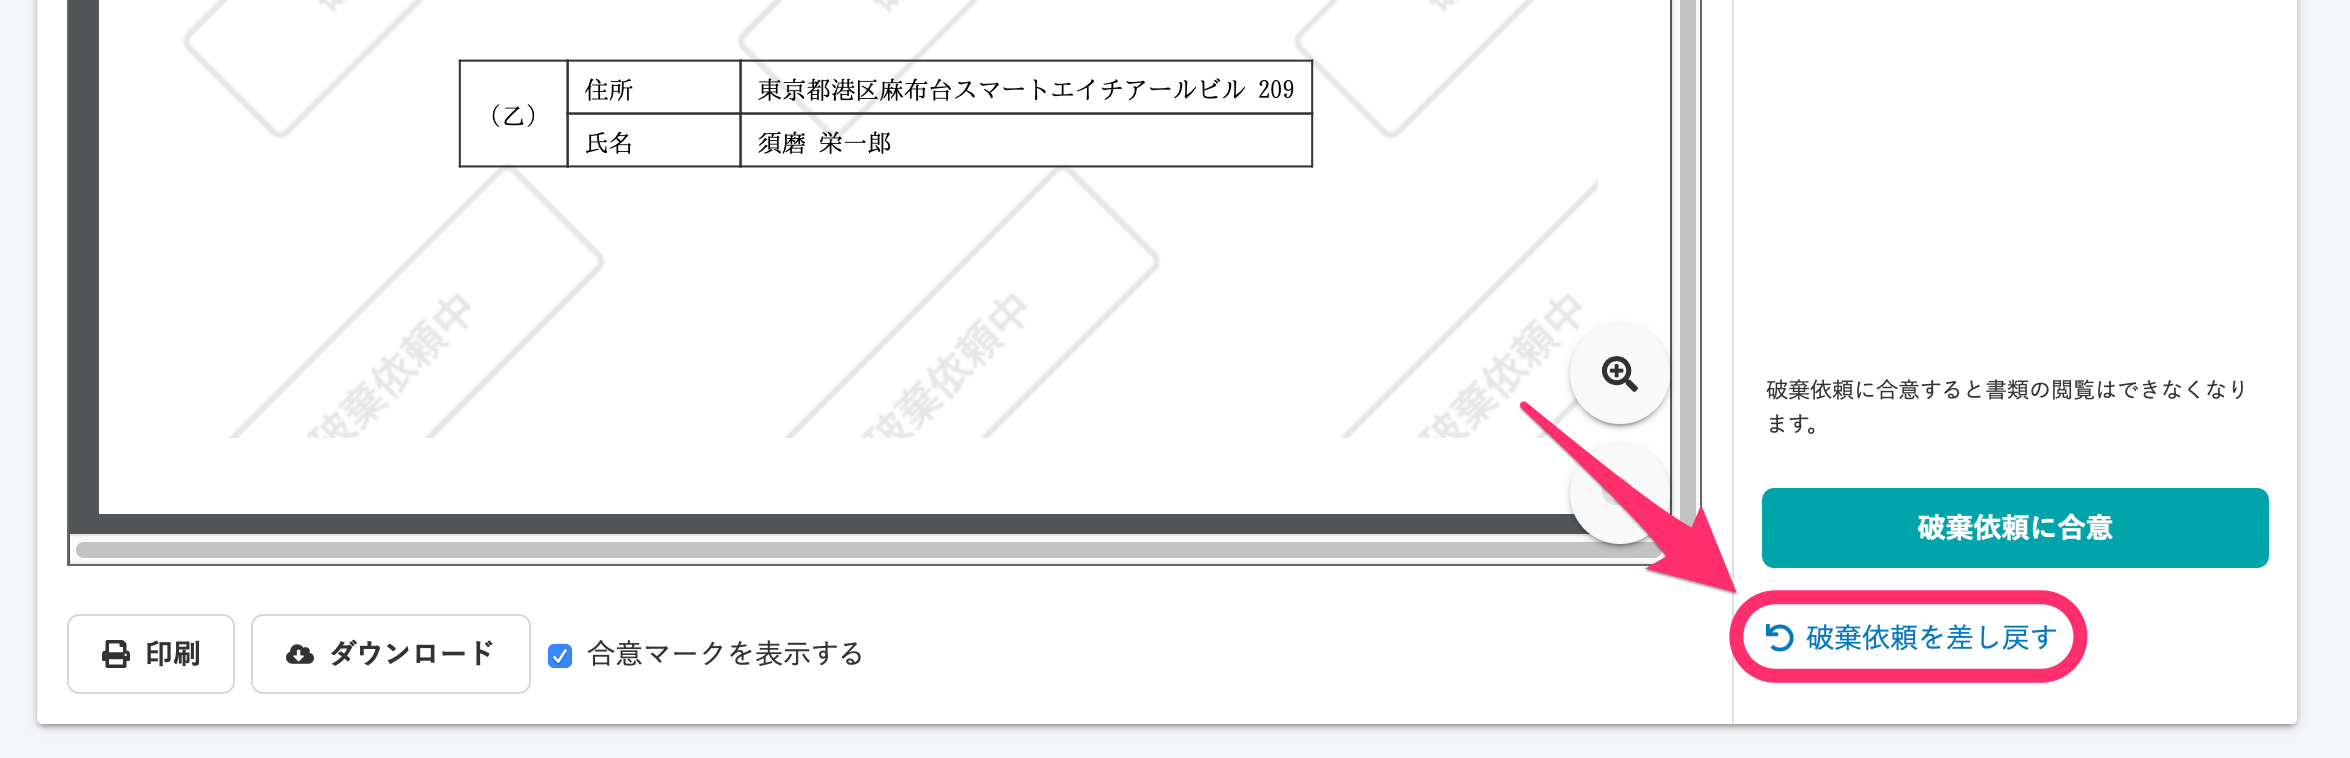 （乙）
住所
東京都港区麻布台スマートエイチアールビル 209
氏名
須磨 栄一郎
破棄依頼中
破棄依頼中
破棄依頼中
破棄依頼に合意すると書類の閲覧はできなくなり
ます。
破棄依頼に合意
破棄依頼を差し戻す
印刷
ダウンロード
合意マークを表示する